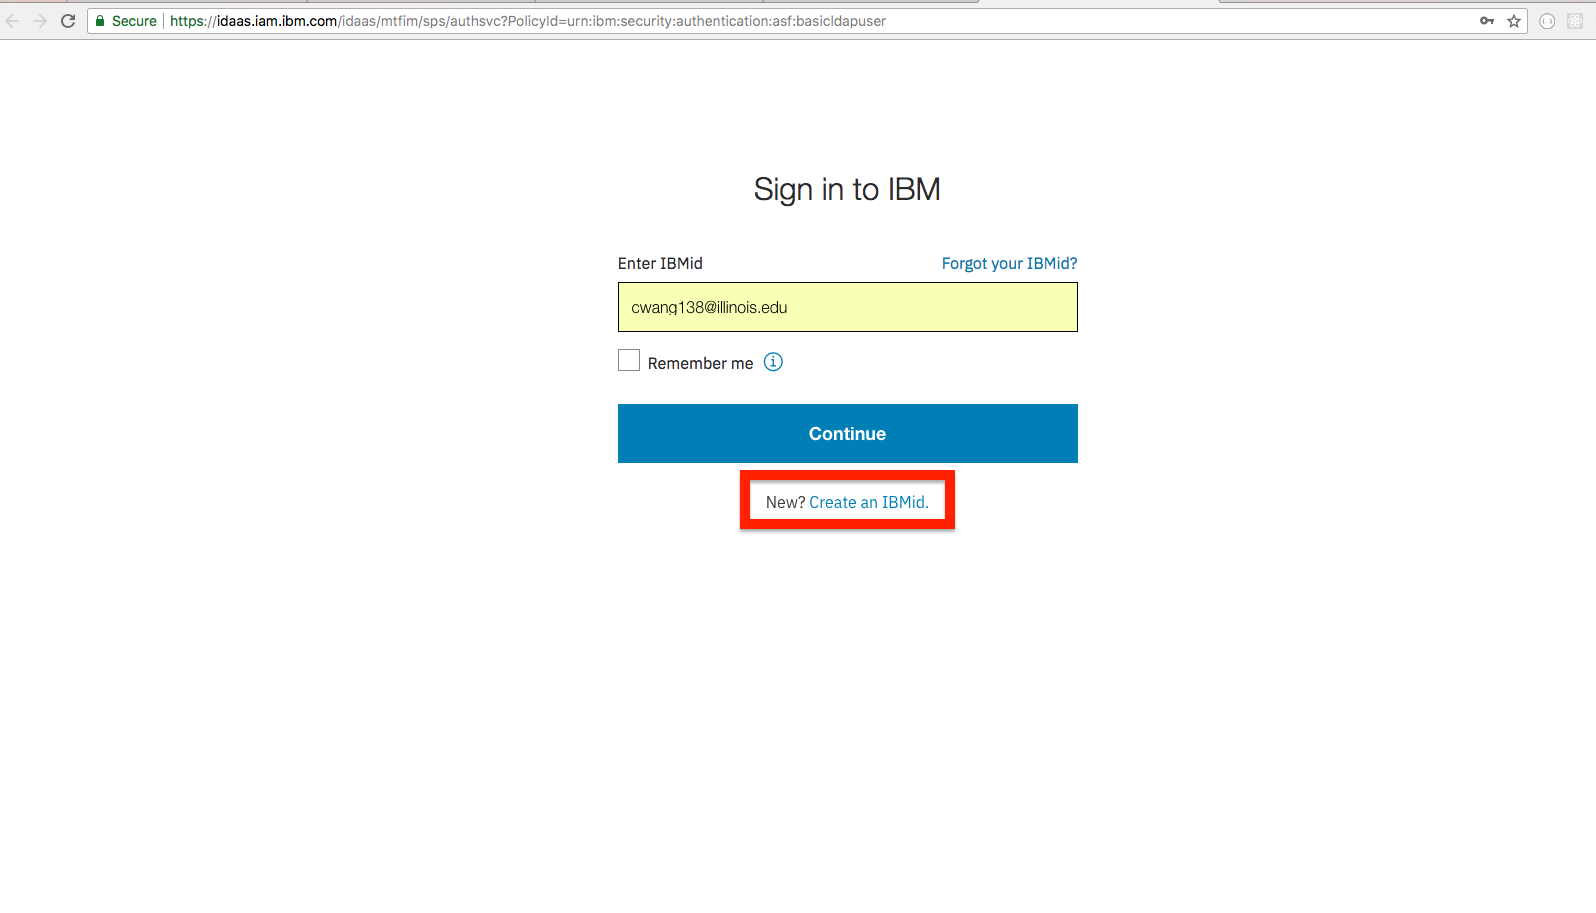 Secure https://idaas.iam.ibm.com/idaas/mtfim/sps/authsvc?PolicyId=urn:ibm:security:authentication:asf:basicldapuser
Sign in to IBM
Enter IBMid Forgot your IBMid?
cwang138@illinois.edu
Remember me
Continue
New? Create an IBMid.